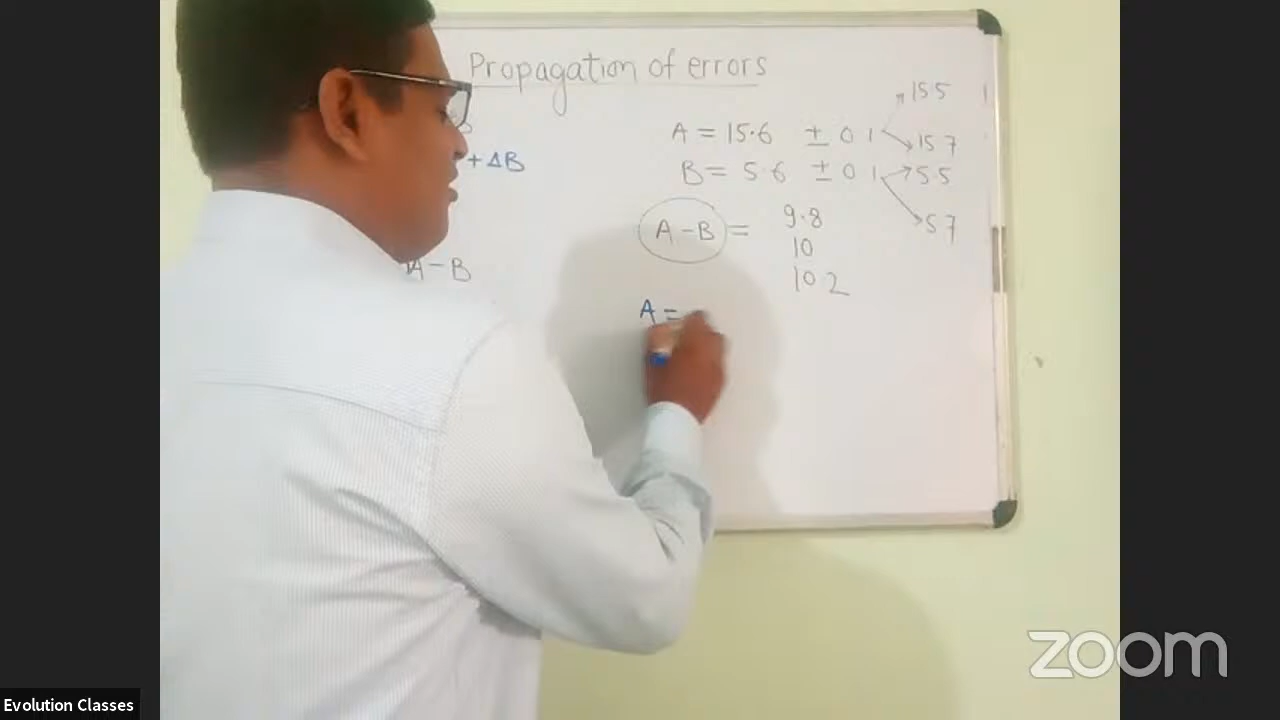 Propagation of errors
15.5
A = 15.6 ± 0.1
15.7
+ ΔB
B = 5.6 ± 0.1
5.5
5.7
A - B = 9.8
10
10.2
A - B
A =
zoom
Evolution Classes